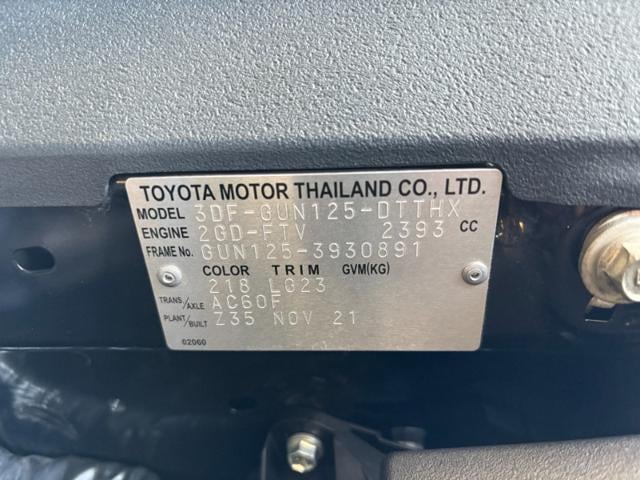 TOYOTA MOTOR THAILAND CO., LTD.
MODEL 3DF-GUN125-DTTHX
ENGINE 2GD-FTV 2393 CC
FRAME No. GUN125-3930891
COLOR TRIM GVM(KG)
218 LG23
TRANS/AXLE AC60F
PLANT/BUILT Z35 NOV 21
02060